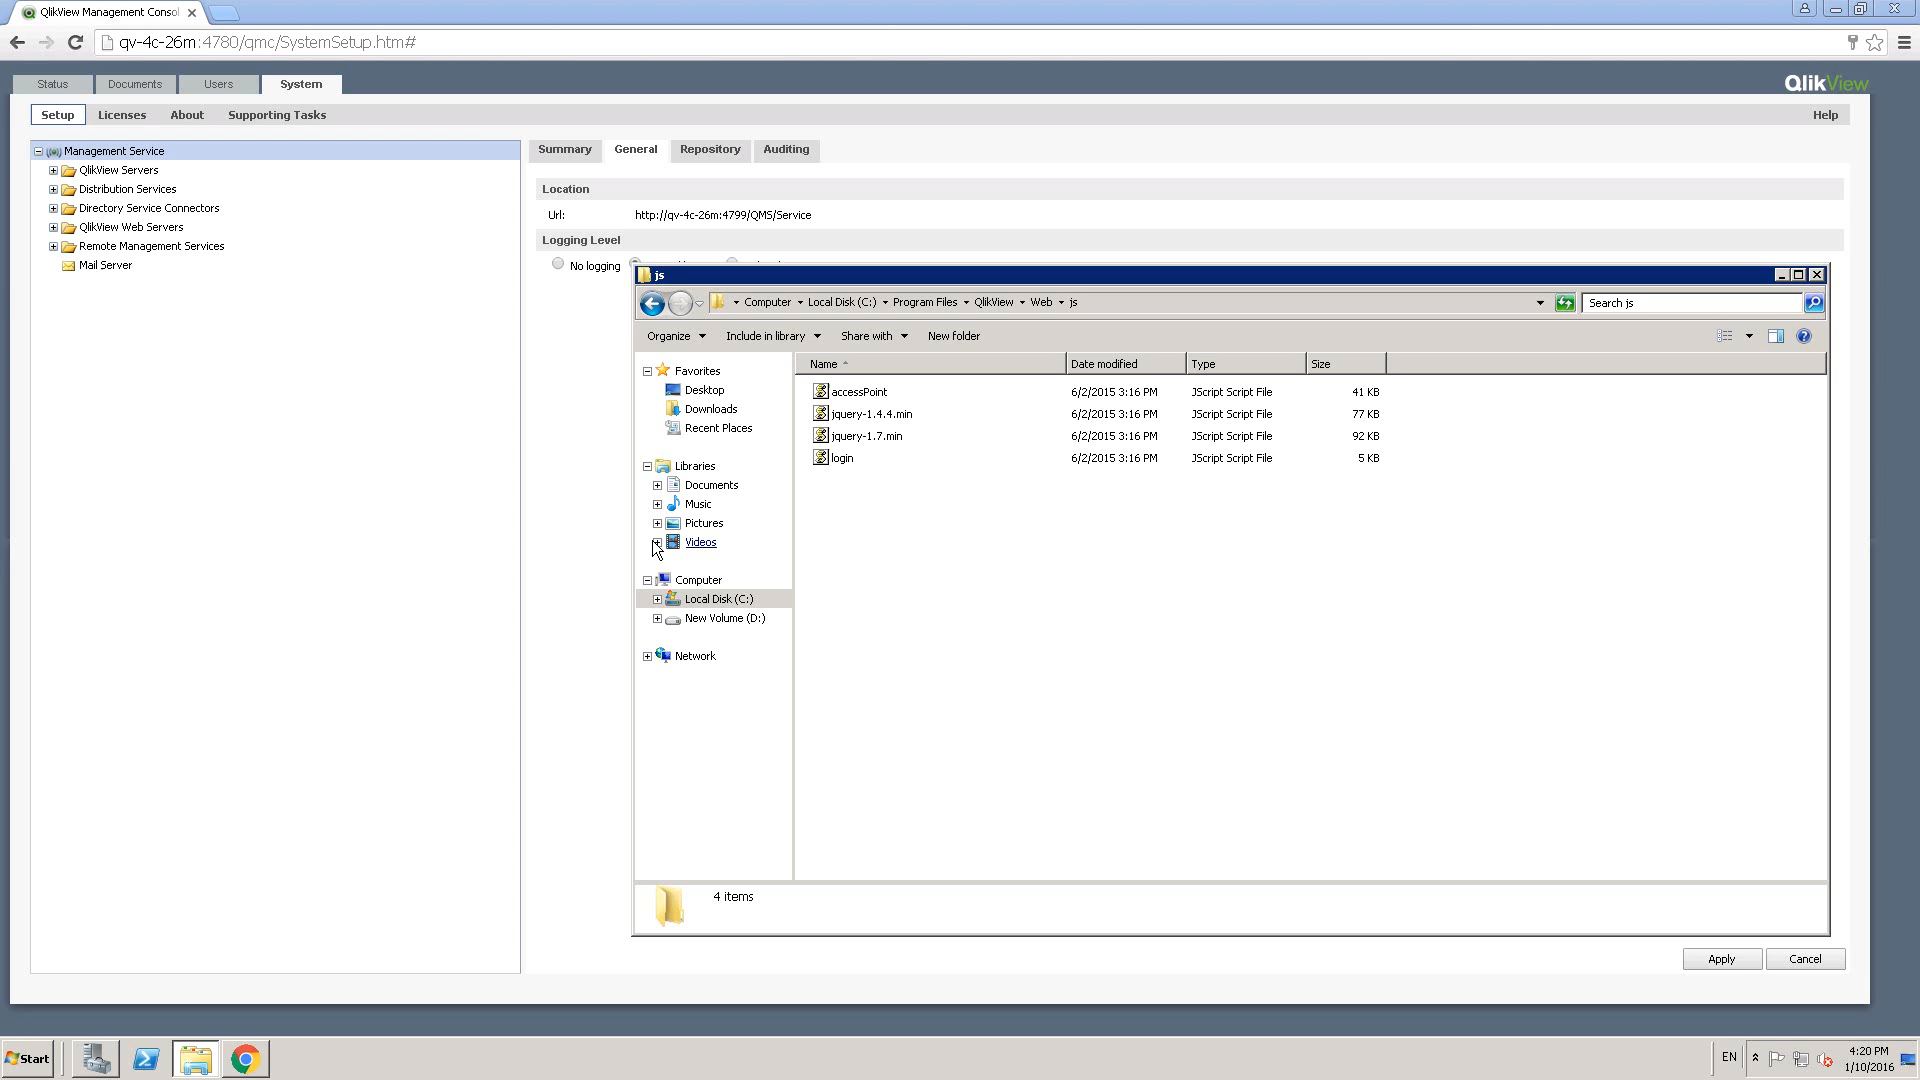 QlikView Management Consol
qv-4c-26m:4780/qmc/SystemSetup.htm#
Status
Documents
Users
System
QlikView
Setup
Licenses
About
Supporting Tasks
Help
Management Service
QlikView Servers
Distribution Services
Directory Service Connectors
QlikView Web Servers
Remote Management Services
Mail Server
Summary
General
Repository
Auditing
Location
Url:
http://qv-4c-26m:4799/QMS/Service
Logging Level
No logging
js
Computer
Local Disk (C:)
Program Files
QlikView
Web
js
Search js
Organize
Include in library
Share with
New folder
Name
Date modified
Type
Size
Favorites
Desktop
Downloads
Recent Places
Libraries
Documents
Music
Pictures
Videos
Computer
Local Disk (C:)
New Volume (D:)
Network
accessPoint 6/2/2015 3:16 PM JScript Script File 41 KB
jquery-1.4.4.min 6/2/2015 3:16 PM JScript Script File 77 KB
jquery-1.7.min 6/2/2015 3:16 PM JScript Script File 92 KB
login 6/2/2015 3:16 PM JScript Script File 5 KB
4 items
Apply
Cancel
Start
EN
4:20 PM
1/10/2016